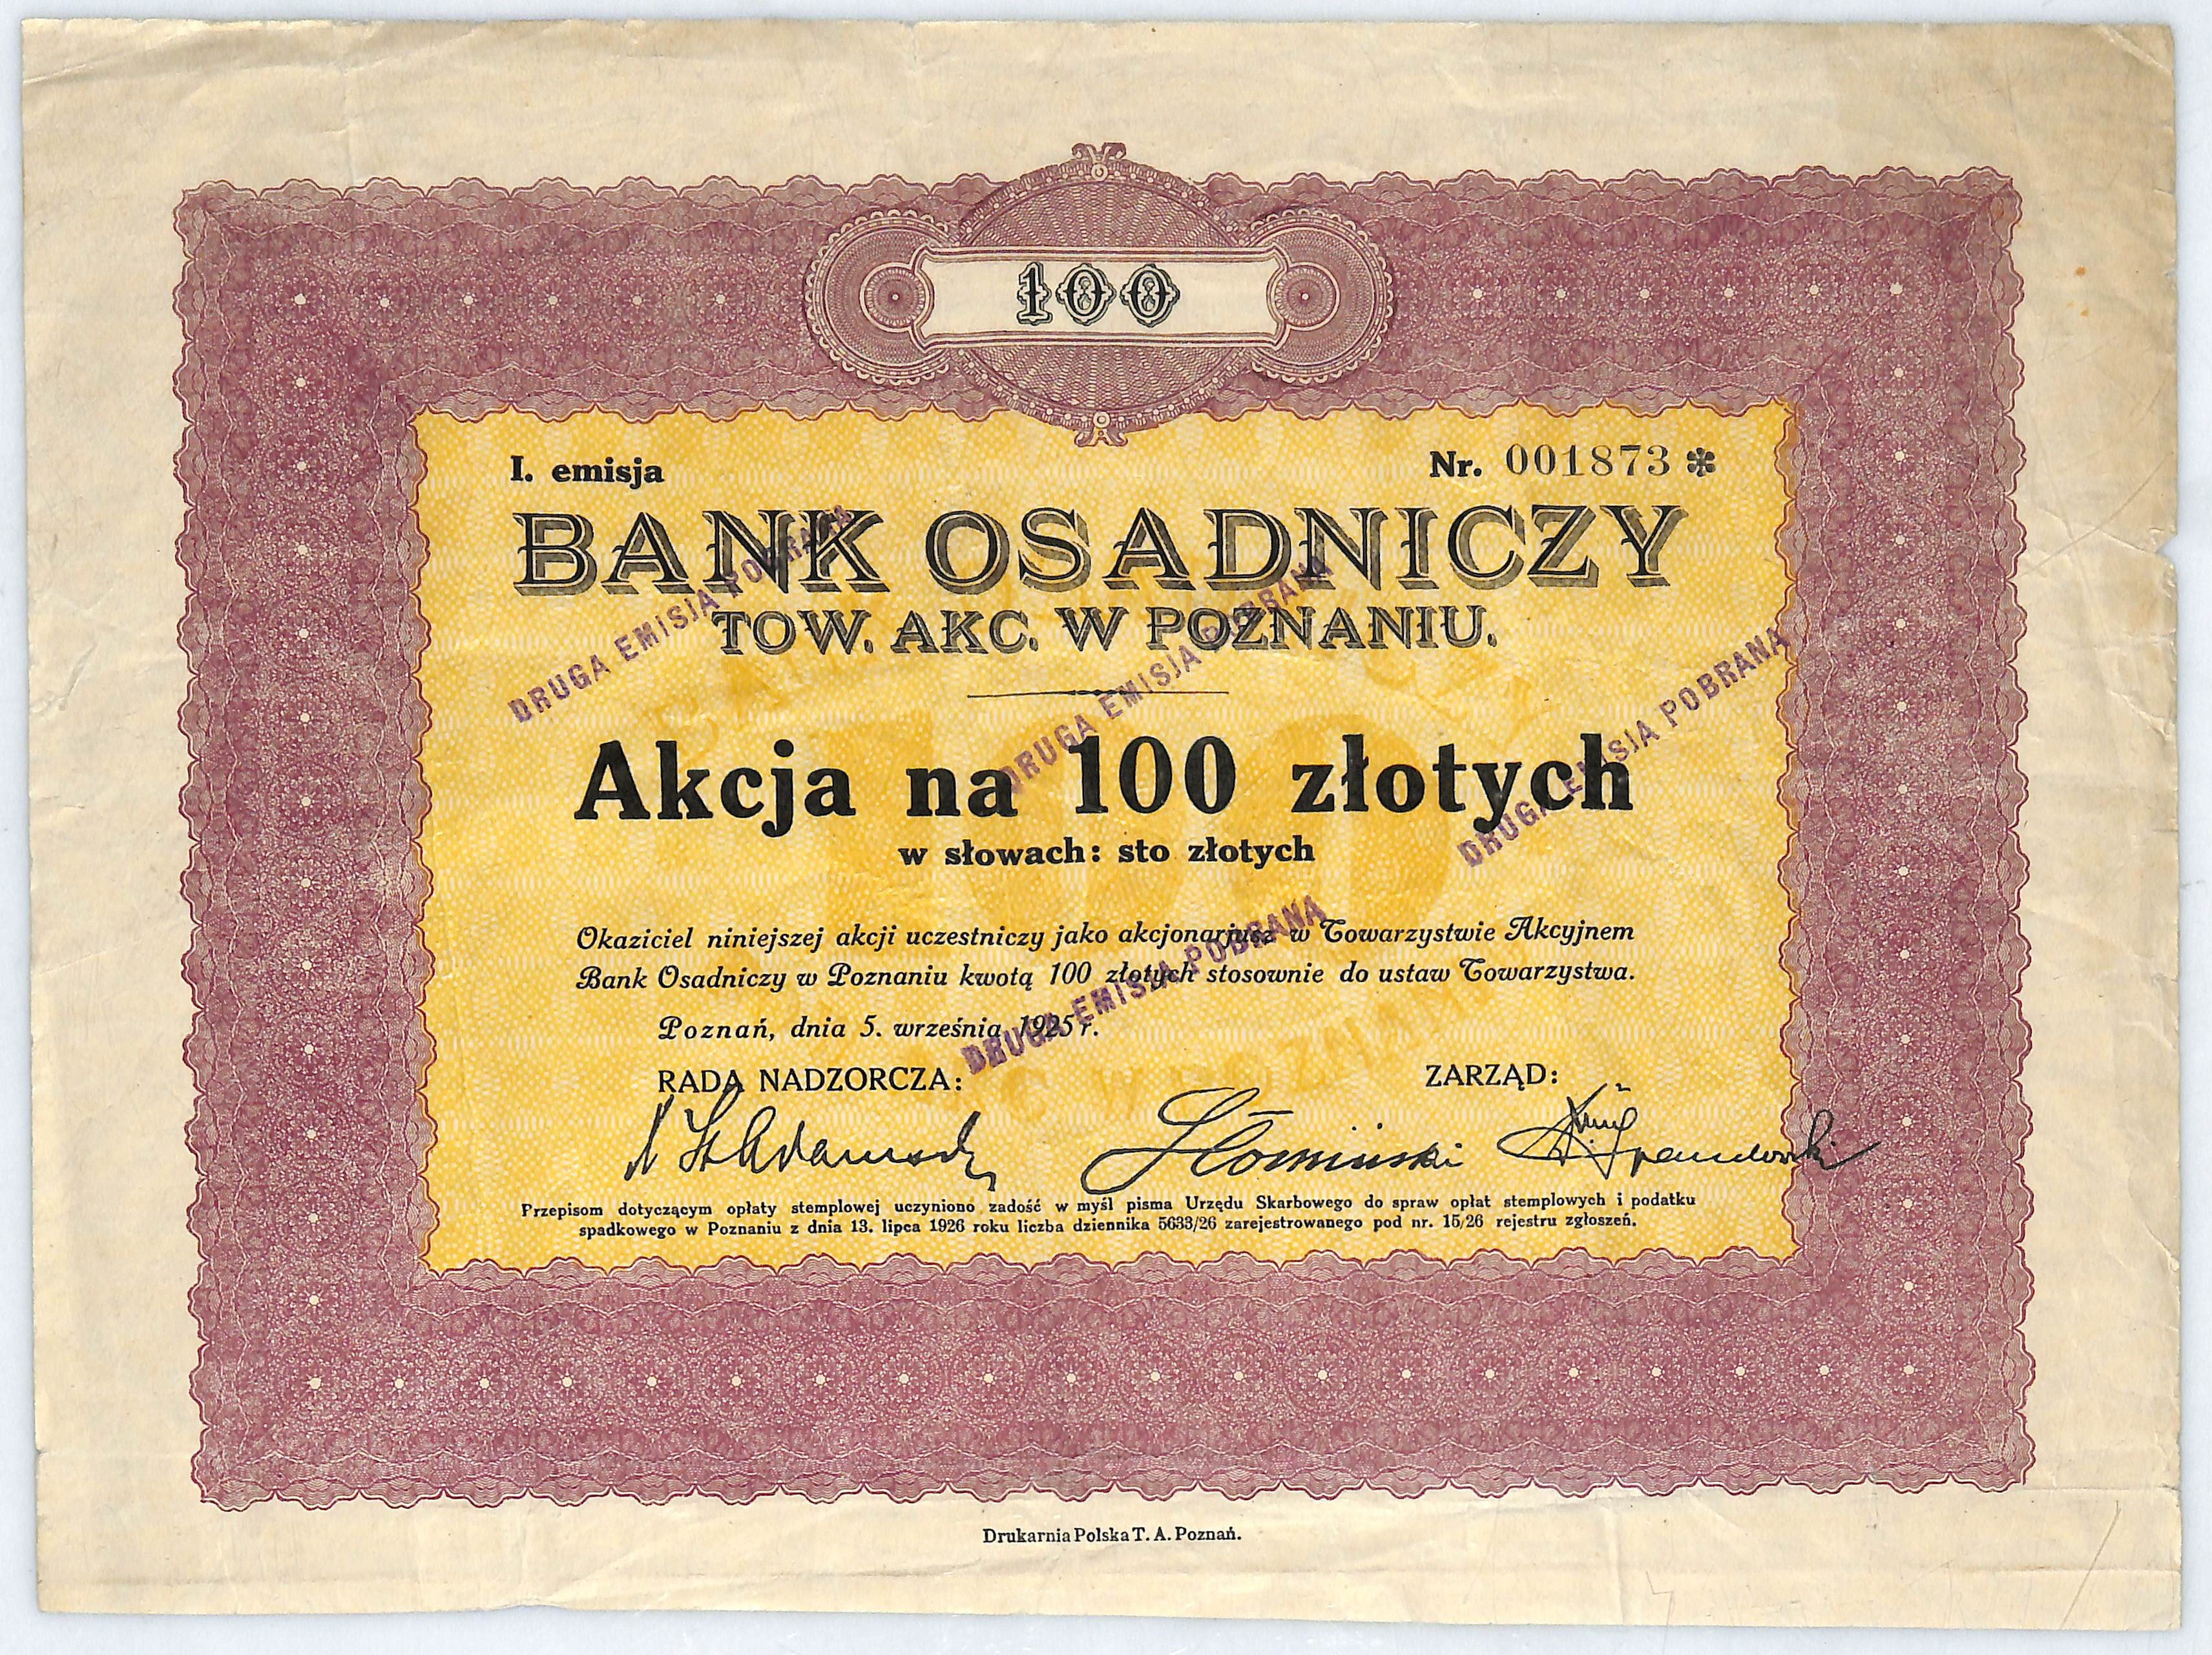 100
I. emisja
Nr. 001873 *
BANK OSADNICZY
TOW. AKC. W POZNANIU.
DRUGA EMISJA POBRANA
DRUGA EMISJA POBRANA
DRUGA EMISJA POBRANA
Akcja na 100 złotych
w słowach: sto złotych
Okaziciel niniejszej akcji uczestniczy jako akcjonarjusz w Towarzystwie Akcyjnem
Bank Osadniczy w Poznaniu kwotą 100 złotych stosownie do ustaw Towarzystwa.
DRUGA EMISJA POBRANA
Poznań, dnia 5. września 1925 r.
RADA NADZORCZA:
ZARZĄD:
Słomiński
Przepisom dotyczącym opłaty stemplowej uczyniono zadość w myśl pisma Urzędu Skarbowego do spraw opłat stemplowych i podatku
spadkowego w Poznaniu z dnia 13. lipca 1926 roku liczba dziennika 5633/26 zarejestrowanego pod nr. 15/26 rejestru zgłoszeń.
Drukarnia Polska T. A. Poznań.